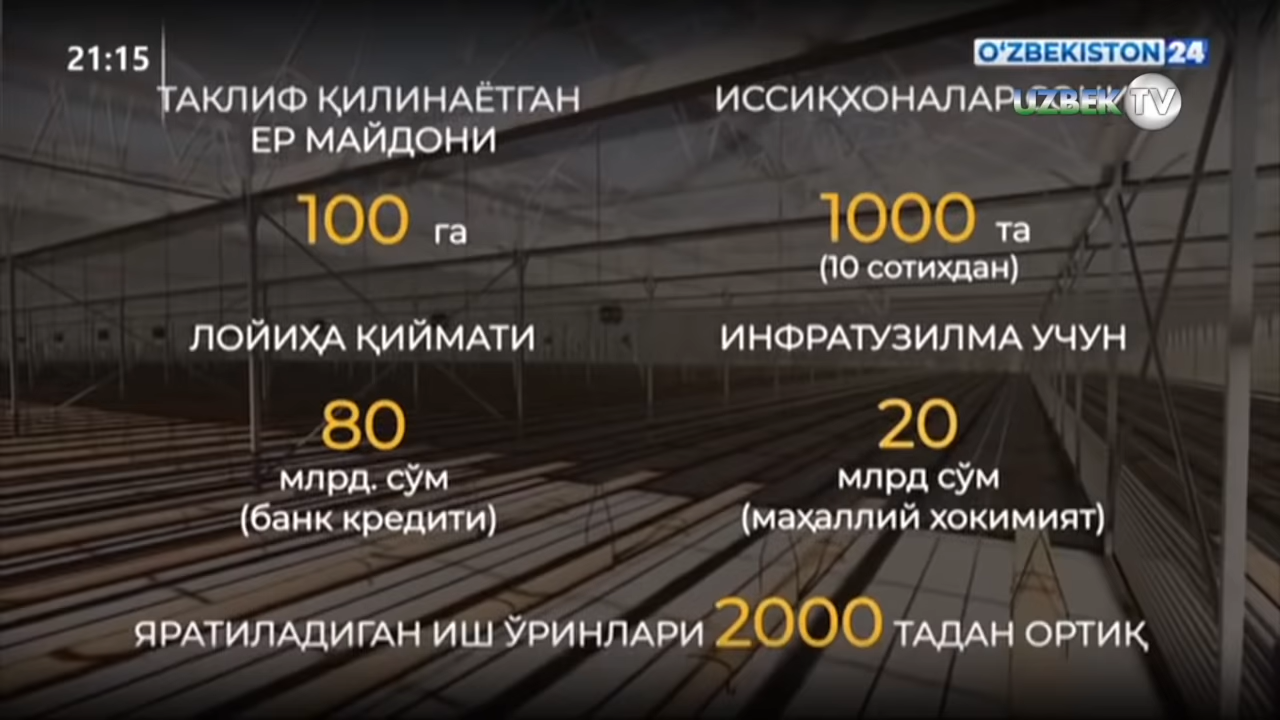 21:15
O‘ZBEKISTON 24
UZBEK TV
ТАКЛИФ ҚИЛИНАЁТГАН
ЕР МАЙДОНИ
100 га
ИССИҚХОНАЛАР
1000 та
(10 сотихдан)
ЛОЙИҲА ҚИЙМАТИ
80
млрд. сўм
(банк кредити)
ИНФРАТУЗИЛМА УЧУН
20
млрд сўм
(маҳаллий хокимият)
ЯРАТИЛАДИГАН ИШ ЎРИНЛАРИ 2000 ТАДАН ОРТИҚ